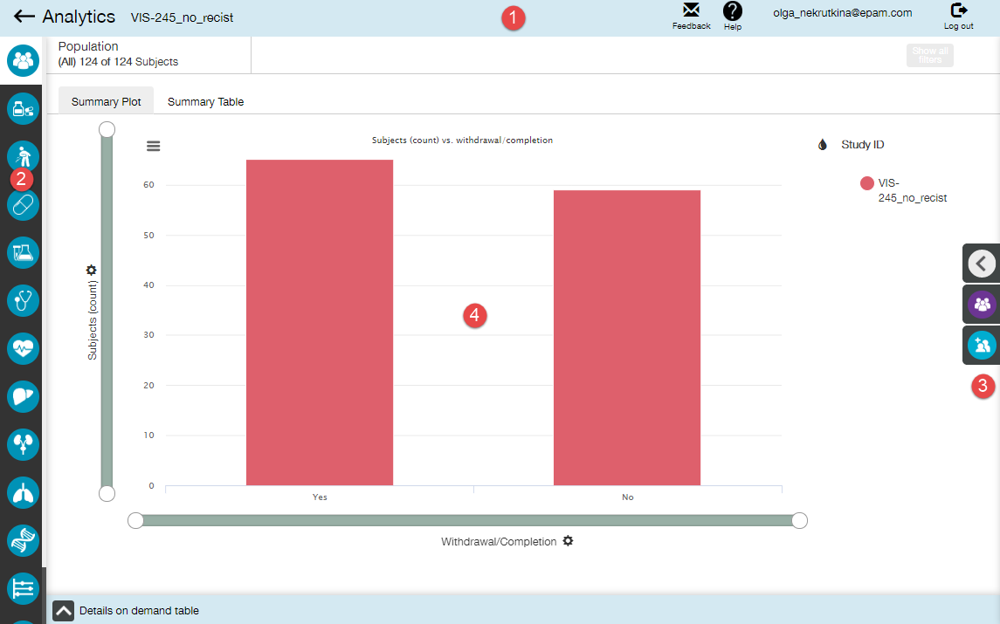 Analytics VIS-245_no_recist
1
Feedback
Help
olga_nekrutkina@epam.com
Log out
Population
(All) 124 of 124 Subjects
Show all
filters
Summary Plot
Summary Table
Subjects (count) vs. withdrawal/completion
Study ID
VIS-
245_no_recist
2
3
4
Subjects (count)
60
50
40
30
20
10
0
Yes
No
Withdrawal/Completion
Details on demand table